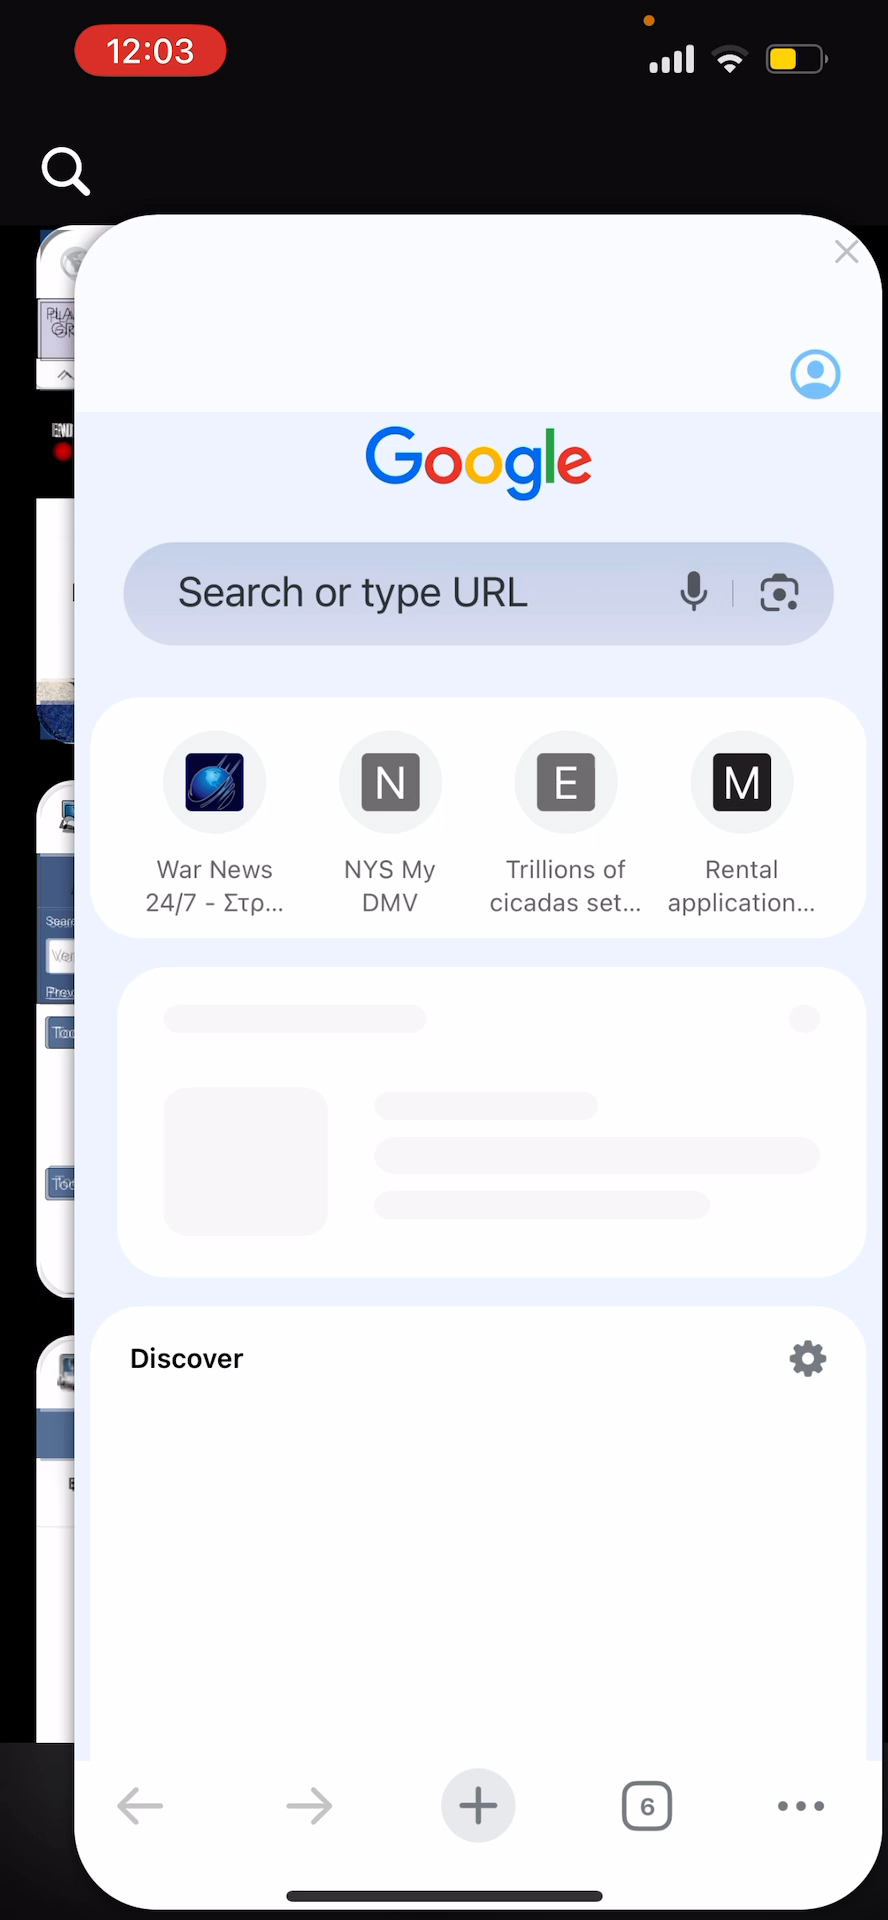 12:03
Google
Search or type URL
N
E
M
War News
24/7 - Στρ...
NYS My
DMV
Trillions of
cicadas set...
Rental
application...
Discover
6